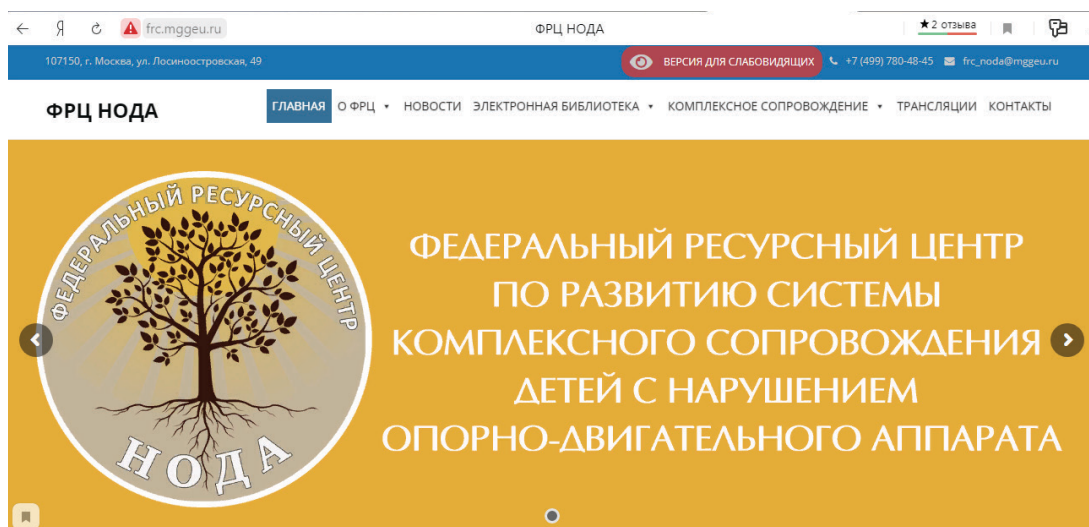 Я frc.mggeu.ru ФРЦ НОДА ★2 отзыва
107150, г. Москва, ул. Лосиноостровская, 49 ВЕРСИЯ ДЛЯ СЛАБОВИДЯЩИХ +7 (499) 780-48-45 frc_noda@mggeu.ru
ФРЦ НОДА ГЛАВНАЯ О ФРЦ НОВОСТИ ЭЛЕКТРОННАЯ БИБЛИОТЕКА КОМПЛЕКСНОЕ СОПРОВОЖДЕНИЕ ТРАНСЛЯЦИИ КОНТАКТЫ
ФЕДЕРАЛЬНЫЙ РЕСУРСНЫЙ ЦЕНТР
НОДА
ФЕДЕРАЛЬНЫЙ РЕСУРСНЫЙ ЦЕНТР
ПО РАЗВИТИЮ СИСТЕМЫ
КОМПЛЕКСНОГО СОПРОВОЖДЕНИЯ
ДЕТЕЙ С НАРУШЕНИЕМ
ОПОРНО-ДВИГАТЕЛЬНОГО АППАРАТА